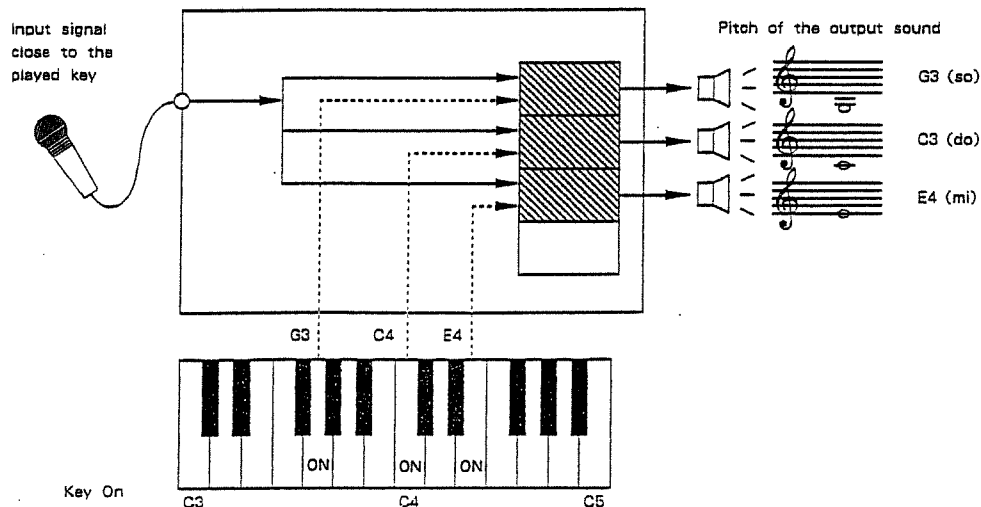 Input signal
close to the
played key
Pitch of the output sound
G3 (so)
C3 (do)
E4 (mi)
G3 C4 E4
ON ON ON
Key On
C3 C4 C5